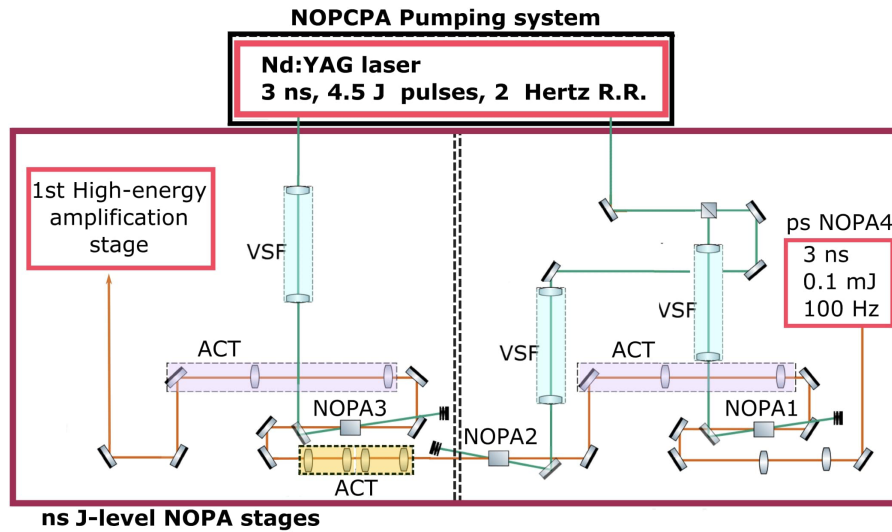 NOPCPA Pumping system
Nd:YAG laser
3 ns, 4.5 J pulses, 2 Hertz R.R.
1st High-energy
amplification
stage
VSF
ps NOPA4
3 ns
0.1 mJ
100 Hz
VSF
VSF
ACT
ACT
NOPA3
NOPA1
NOPA2
ACT
ns J-level NOPA stages